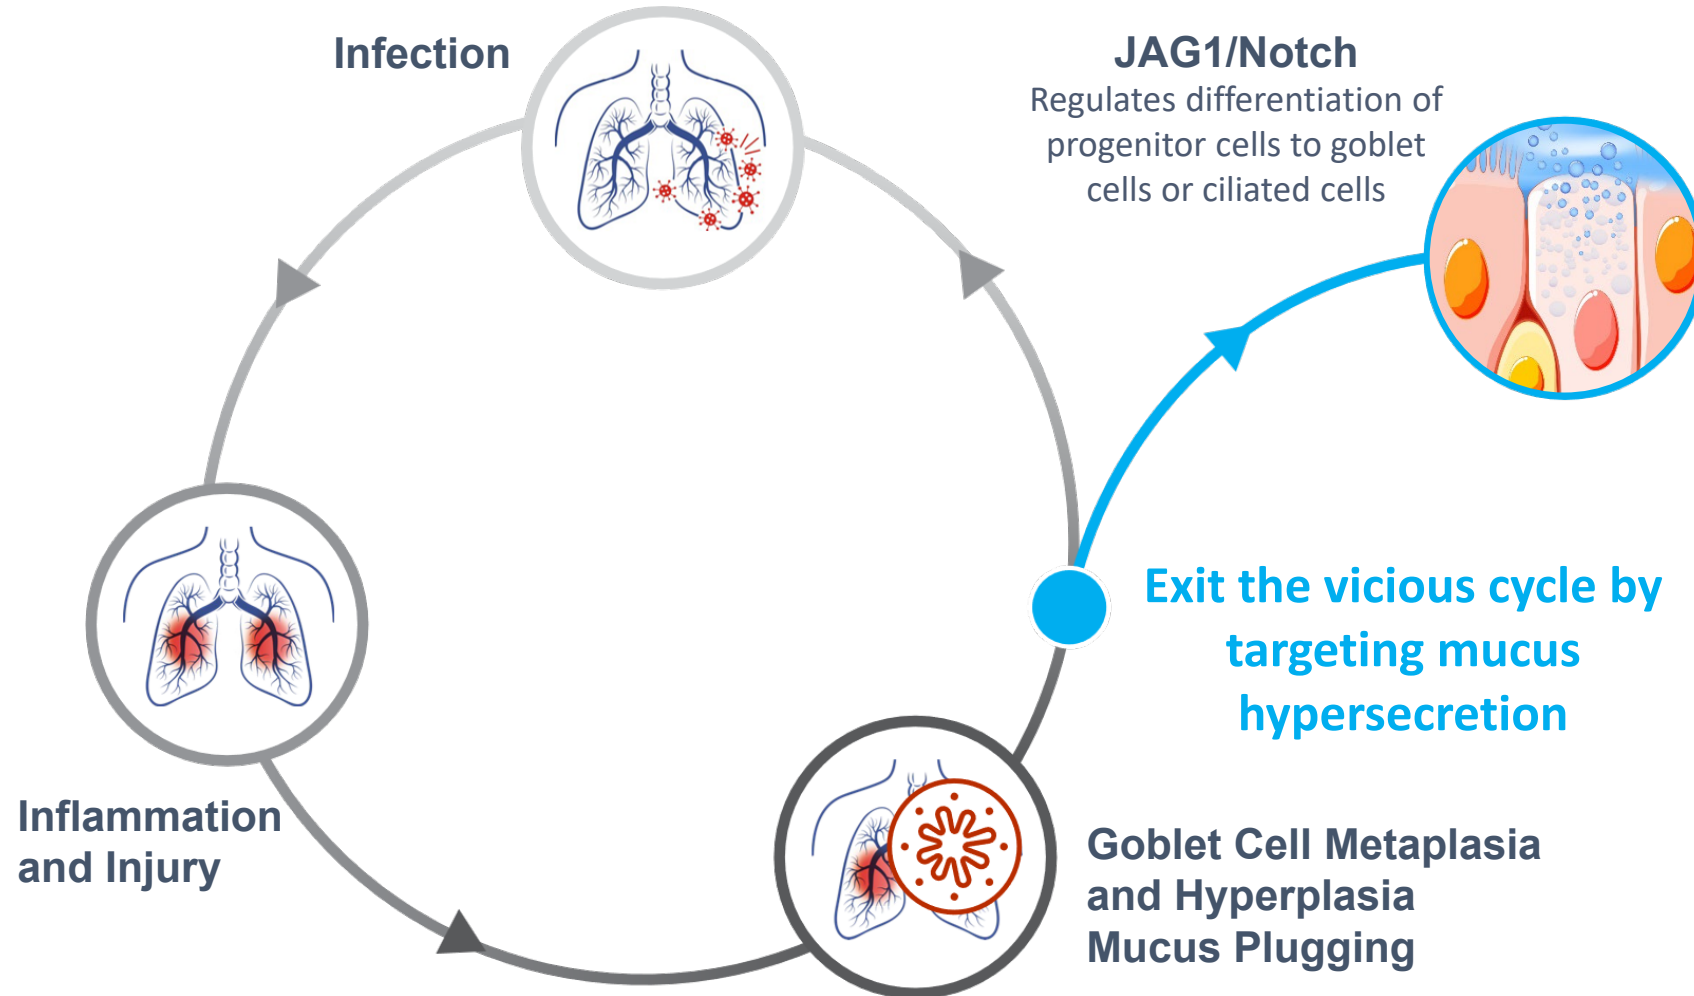 Infection
JAG1/Notch
Regulates differentiation of
progenitor cells to goblet
cells or ciliated cells
Exit the vicious cycle by
targeting mucus
hypersecretion
Inflammation
and Injury
Goblet Cell Metaplasia
and Hyperplasia
Mucus Plugging